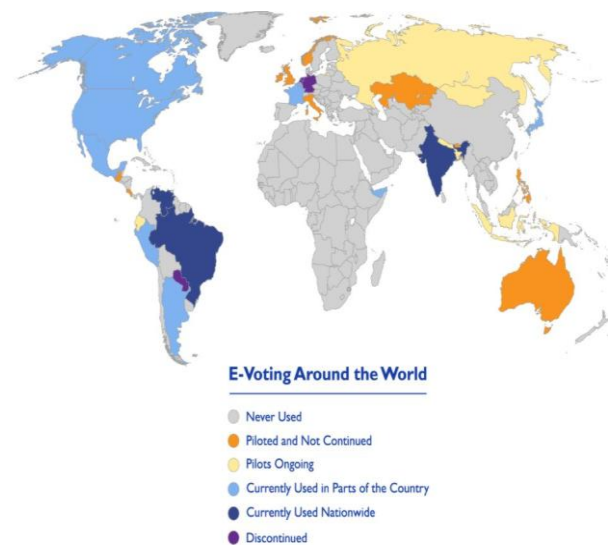 E-Voting Around the World
Never Used
Piloted and Not Continued
Pilots Ongoing
Currently Used in Parts of the Country
Currently Used Nationwide
Discontinued